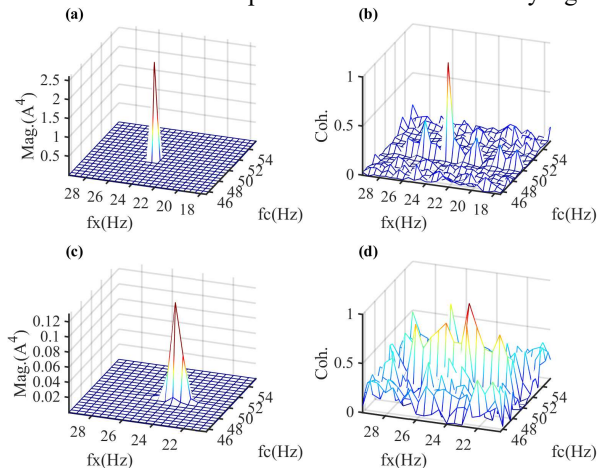 (a)
(b)
Mag.(A^4)
2.5
2
1.5
1
0.5
28 26 24 22 20 18
fx(Hz)
46 48 50 52 54
fc(Hz)
Coh.
1
0.5
0
28 26 24 22 20 18
fx(Hz)
46 48 50 52 54
fc(Hz)
(c)
(d)
Mag.(A^4)
0.12
0.1
0.08
0.06
0.04
0.02
28 26 24 22
fx(Hz)
46 48 50 52 54
fc(Hz)
Coh.
1
0.5
0
28 26 24 22
fx(Hz)
46 48 50 52 54
fc(Hz)